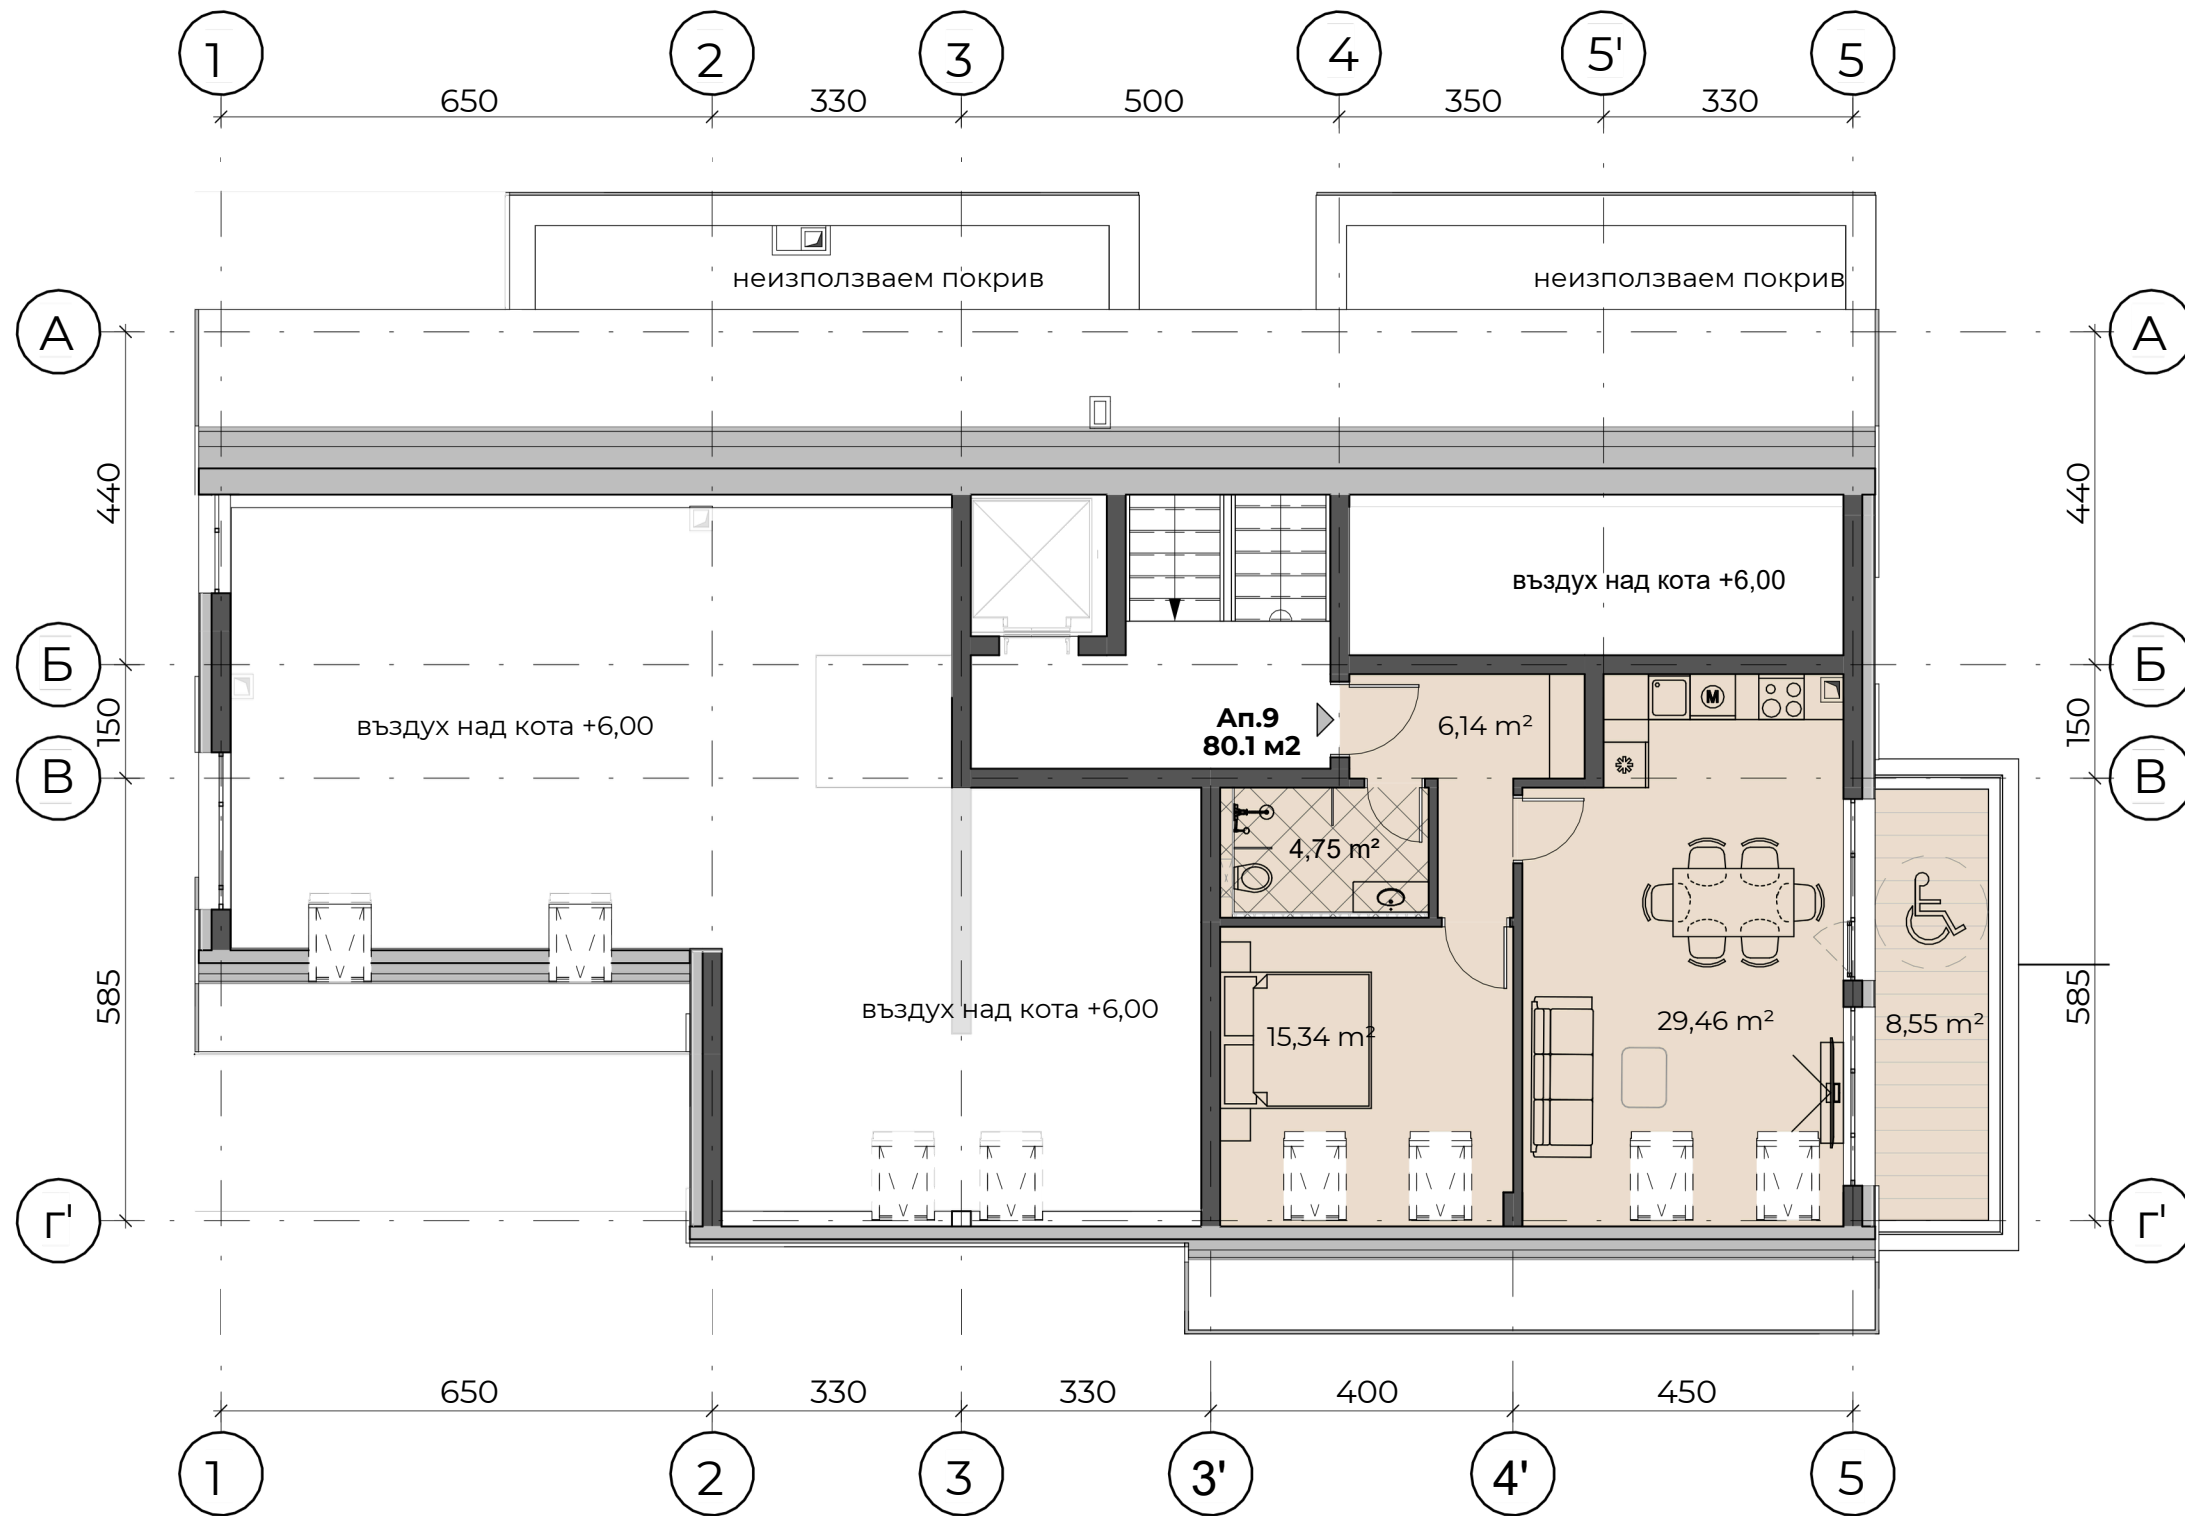 1 2 3 4 5' 5
650 330 500 350 330
неизползваем покрив неизползваем покрив
А А
440 440
въздух над кота +6,00
Б Б
150 150
M
Ап.9
80.1 м2
6,14 m²
въздух над кота +6,00
В В
4,75 m²
585 585
въздух над кота +6,00
15,34 m²
29,46 m²
8,55 m²
Г' Г'
650 330 330 400 450
1 2 3 3' 4' 5